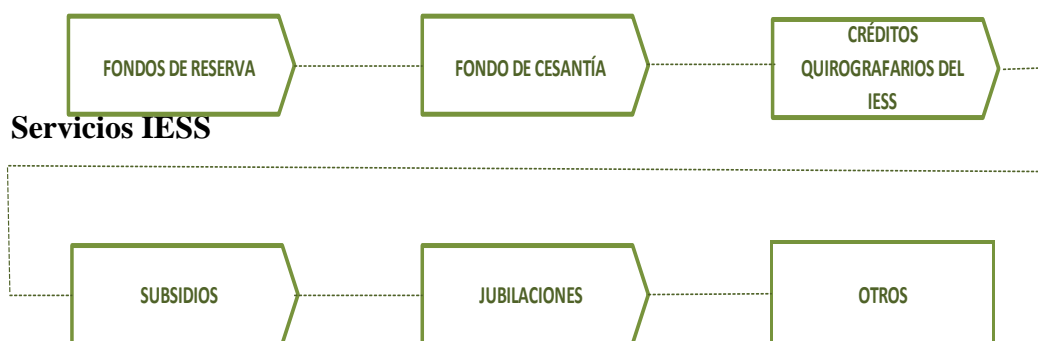 FONDOS DE RESERVA
FONDO DE CESANTÍA
CRÉDITOS
QUIROGRAFARIOS DEL
IESS
Servicios IESS
SUBSIDIOS
JUBILACIONES
OTROS